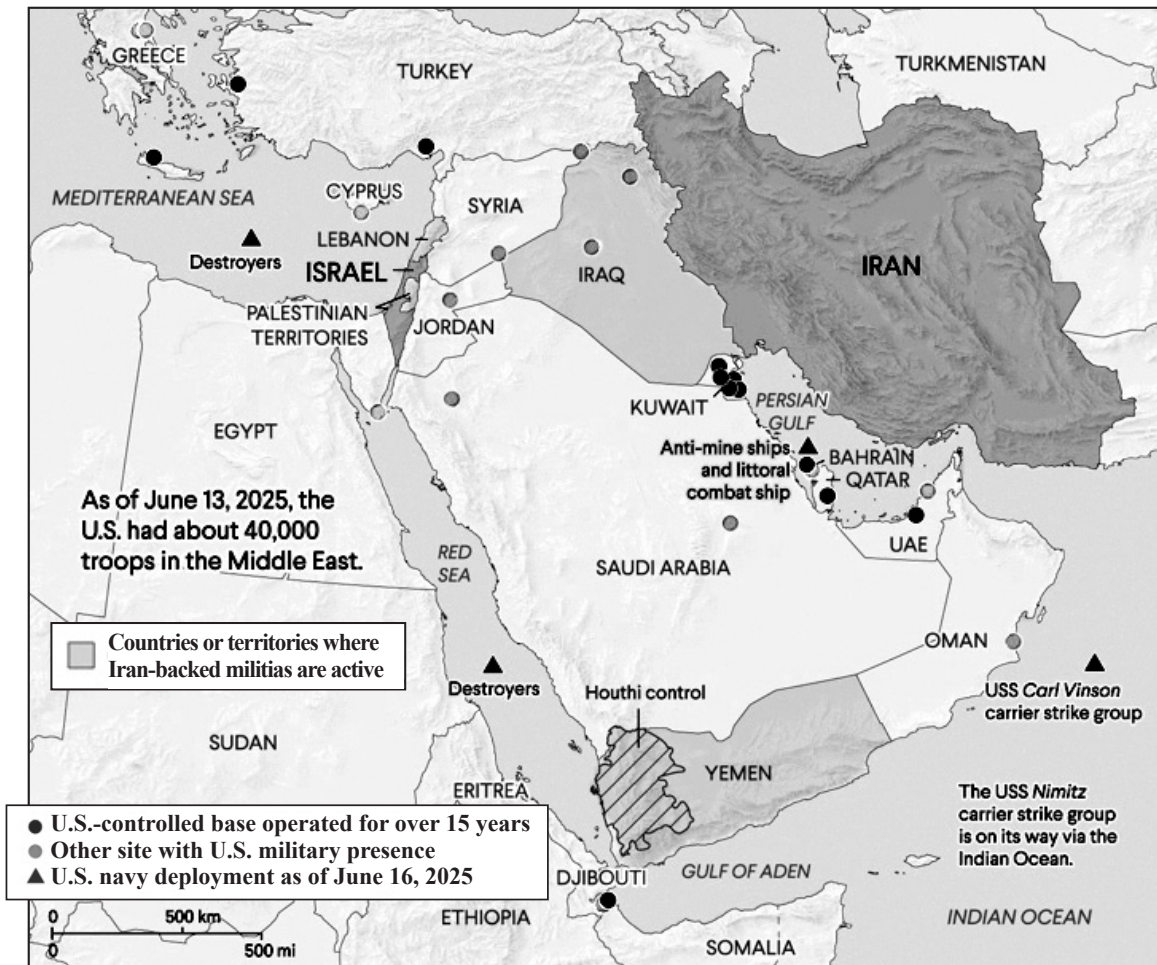 GREECE
TURKEY
TURKMENISTAN
MEDITERRANEAN SEA
CYPRUS
SYRIA
LEBANON
Destroyers
ISRAEL
IRAQ
IRAN
PALESTINIAN
TERRITORIES
JORDAN
KUWAIT
PERSIAN
GULF
EGYPT
Anti-mine ships
and littoral
combat ship
BAHRAIN
QATAR
As of June 13, 2025, the
U.S. had about 40,000
troops in the Middle East.
RED
SEA
SAUDI ARABIA
UAE
Countries or territories where
Iran-backed militias are active
OMAN
Destroyers
Houthi control
USS Carl Vinson
carrier strike group
SUDAN
YEMEN
ERITREA
The USS Nimitz
carrier strike group
is on its way via the
Indian Ocean.
U.S.-controlled base operated for over 15 years
Other site with U.S. military presence
U.S. navy deployment as of June 16, 2025
DJIBOUTI
GULF OF ADEN
0 500 km
0 500 mi
ETHIOPIA
SOMALIA
INDIAN OCEAN